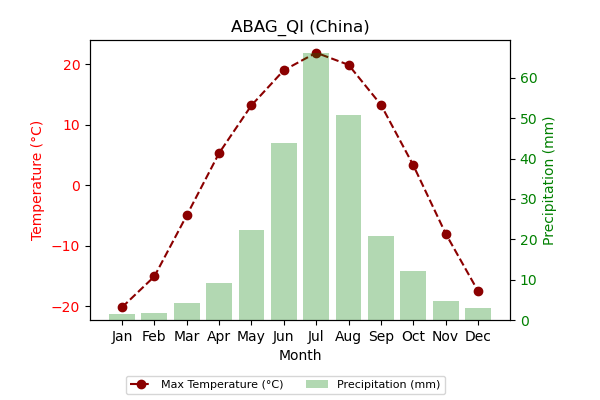 ABAG_QI (China)
Temperature (°C)
20
10
0
−10
−20
60
50
40
30
20
10
0
Precipitation (mm)
Jan Feb Mar Apr May Jun Jul Aug Sep Oct Nov Dec
Month
Max Temperature (°C) Precipitation (mm)